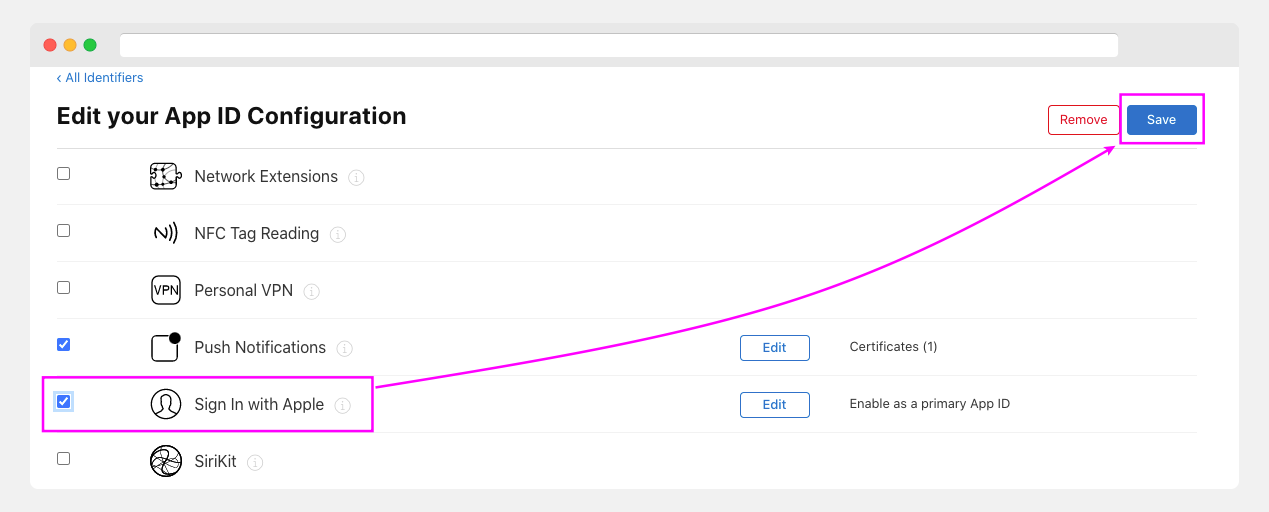 ‹ All Identifiers
Edit your App ID Configuration
Remove
Save
Network Extensions
NFC Tag Reading
VPN Personal VPN
Push Notifications Edit Certificates (1)
Sign In with Apple Edit Enable as a primary App ID
SiriKit